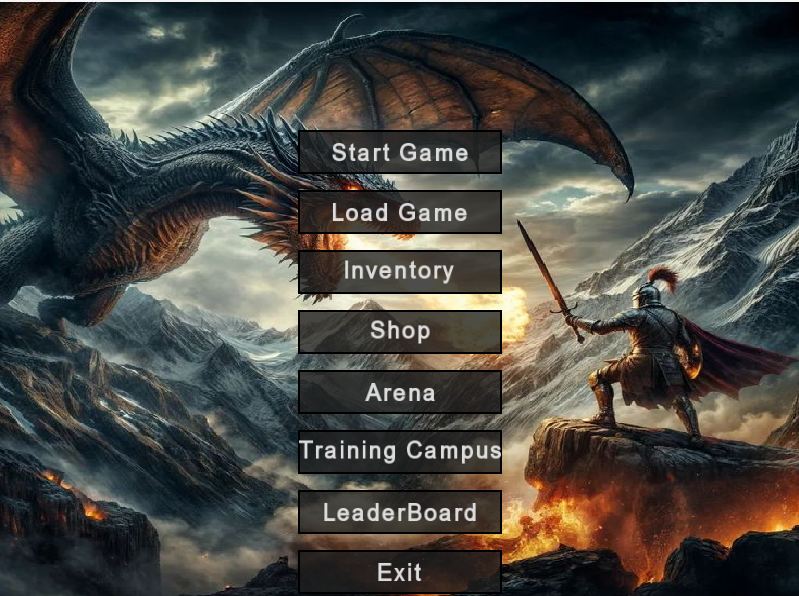 Start Game
Load Game
Inventory
Shop
Arena
Training Campus
LeaderBoard
Exit